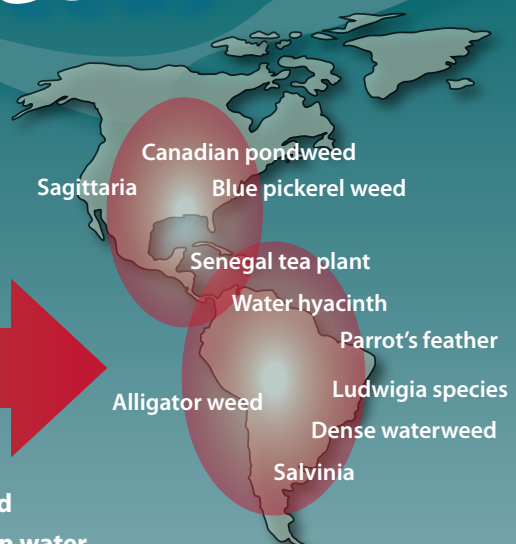 Canadian pondweed
Sagittaria
Blue pickerel weed
Senegal tea plant
Water hyacinth
Parrot's feather
Ludwigia species
Alligator weed
Dense waterweed
Salvinia
water